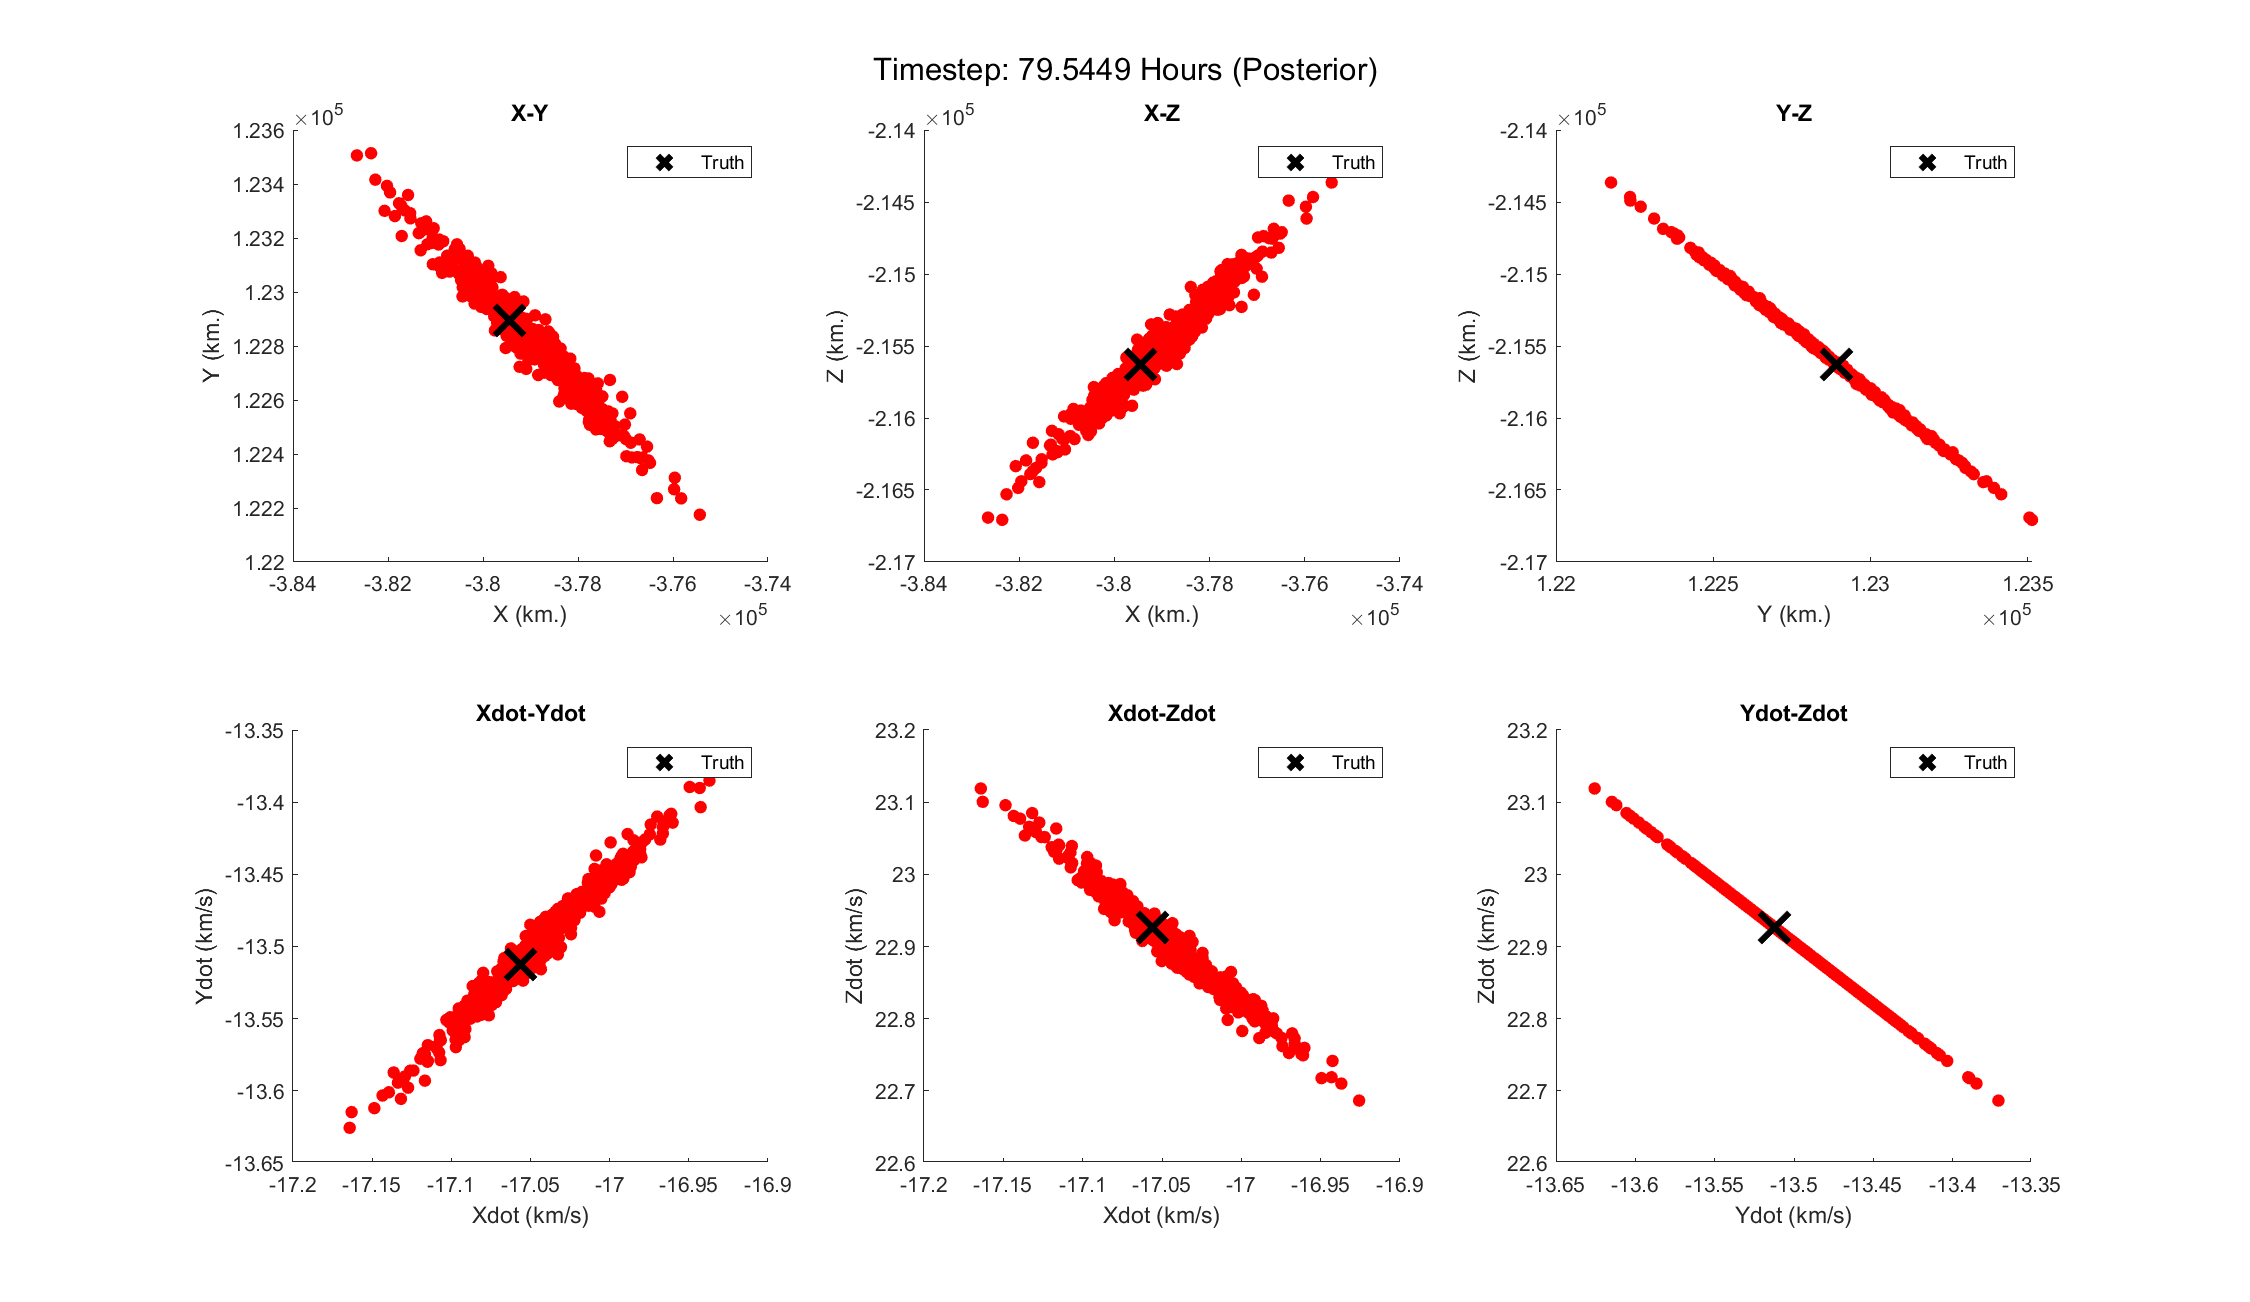 Timestep: 79.5449 Hours (Posterior)
X-Y
×10^5
Truth
1.236
1.234
1.232
1.23
1.228
1.226
1.224
1.222
1.22
Y (km.)
-3.84 -3.82 -3.8 -3.78 -3.76 -3.74
X (km.)
×10^5
X-Z
×10^5
Truth
-2.14
-2.145
-2.15
-2.155
-2.16
-2.165
-2.17
Z (km.)
-3.84 -3.82 -3.8 -3.78 -3.76 -3.74
X (km.)
×10^5
Y-Z
×10^5
Truth
-2.14
-2.145
-2.15
-2.155
-2.16
-2.165
-2.17
Z (km.)
1.22 1.225 1.23 1.235
Y (km.)
×10^5
Xdot-Ydot
Truth
-13.35
-13.4
-13.45
-13.5
-13.55
-13.6
-13.65
Ydot (km/s)
-17.2 -17.15 -17.1 -17.05 -17 -16.95 -16.9
Xdot (km/s)
Xdot-Zdot
Truth
23.2
23.1
23
22.9
22.8
22.7
22.6
Zdot (km/s)
-17.2 -17.15 -17.1 -17.05 -17 -16.95 -16.9
Xdot (km/s)
Ydot-Zdot
Truth
23.2
23.1
23
22.9
22.8
22.7
22.6
Zdot (km/s)
-13.65 -13.6 -13.55 -13.5 -13.45 -13.4 -13.35
Ydot (km/s)